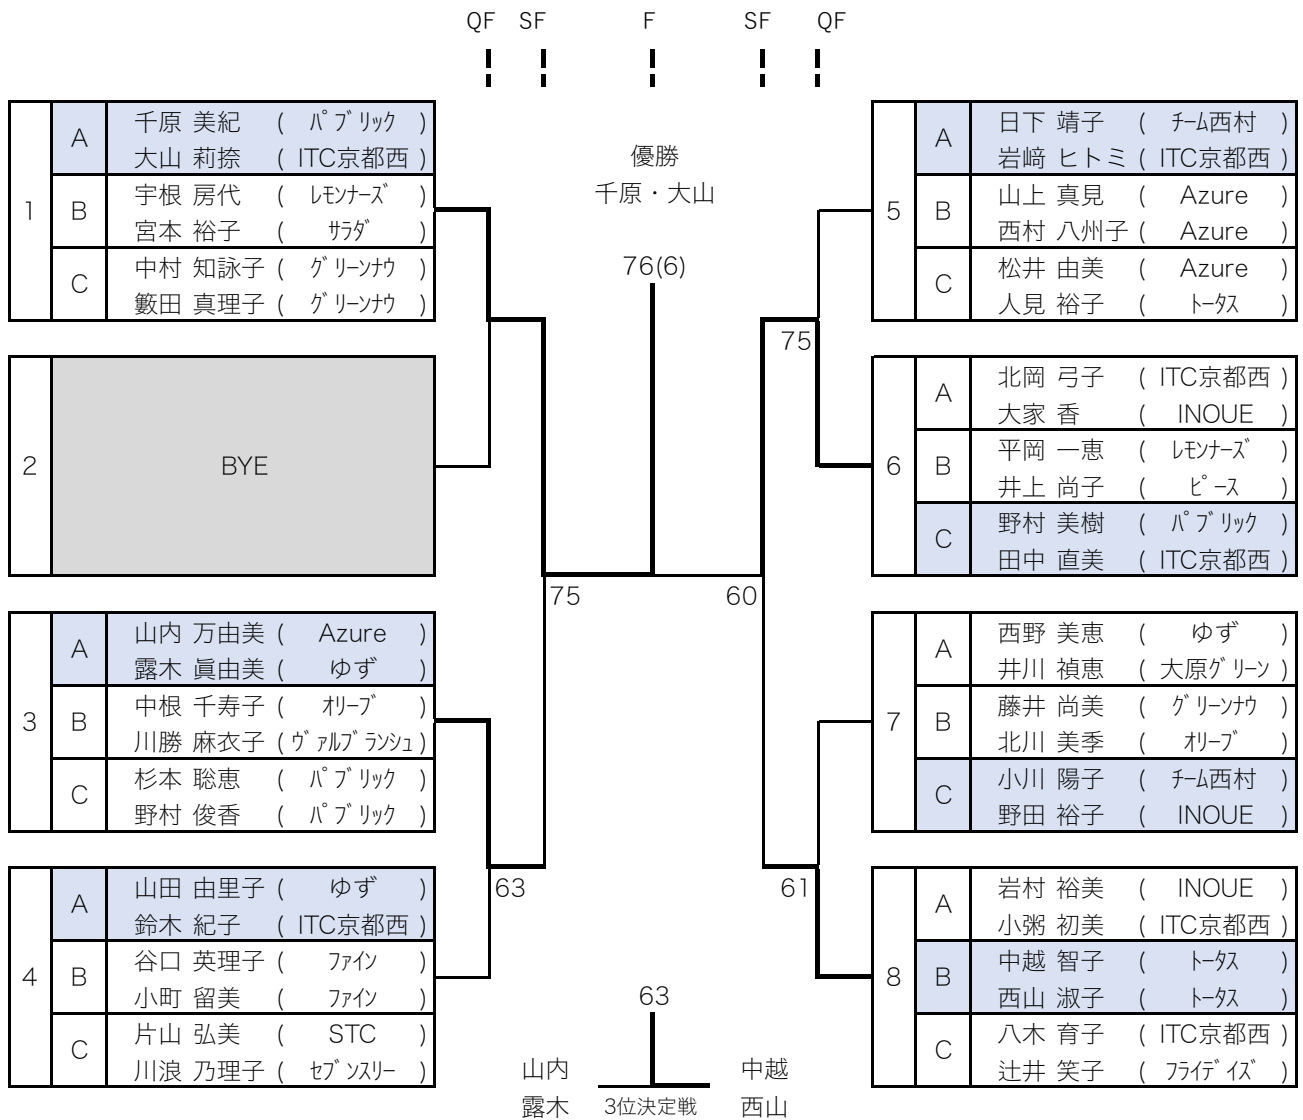 QF SF F SF QF
優勝
千原・大山
76(6)
1
A
千原 美紀 ( パブリック )
大山 莉捺 ( ITC京都西 )
B
宇根 房代 ( レモンナーズ )
宮本 裕子 ( サラダ )
C
中村 知詠子 ( グリーンナウ )
籔田 真理子 ( グリーンナウ )
2
BYE
3
A
山内 万由美 ( Azure )
露木 眞由美 ( ゆず )
B
中根 千寿子 ( オリーブ )
川勝 麻衣子 ( ヴァルブランシュ )
C
杉本 聡恵 ( パブリック )
野村 俊香 ( パブリック )
4
A
山田 由里子 ( ゆず )
鈴木 紀子 ( ITC京都西 )
B
谷口 英理子 ( ファイン )
小町 留美 ( ファイン )
C
片山 弘美 ( STC )
川浪 乃理子 ( セブンスリー )
75
63
60
75
61
5
A
日下 靖子 ( チーム西村 )
岩﨑 ヒトミ ( ITC京都西 )
B
山上 真見 ( Azure )
西村 八州子 ( Azure )
C
松井 由美 ( Azure )
人見 裕子 ( トータス )
6
A
北岡 弓子 ( ITC京都西 )
大家 香 ( INOUE )
B
平岡 一恵 ( レモンナーズ )
井上 尚子 ( ピース )
C
野村 美樹 ( パブリック )
田中 直美 ( ITC京都西 )
7
A
西野 美恵 ( ゆず )
井川 禎恵 ( 大原グリーン )
B
藤井 尚美 ( グリーンナウ )
北川 美季 ( オリーブ )
C
小川 陽子 ( チーム西村 )
野田 裕子 ( INOUE )
8
A
岩村 裕美 ( INOUE )
小粥 初美 ( ITC京都西 )
B
中越 智子 ( トータス )
西山 淑子 ( トータス )
C
八木 育子 ( ITC京都西 )
辻井 笑子 ( フライデイズ )
63
山内 中越
露木 3位決定戦 西山